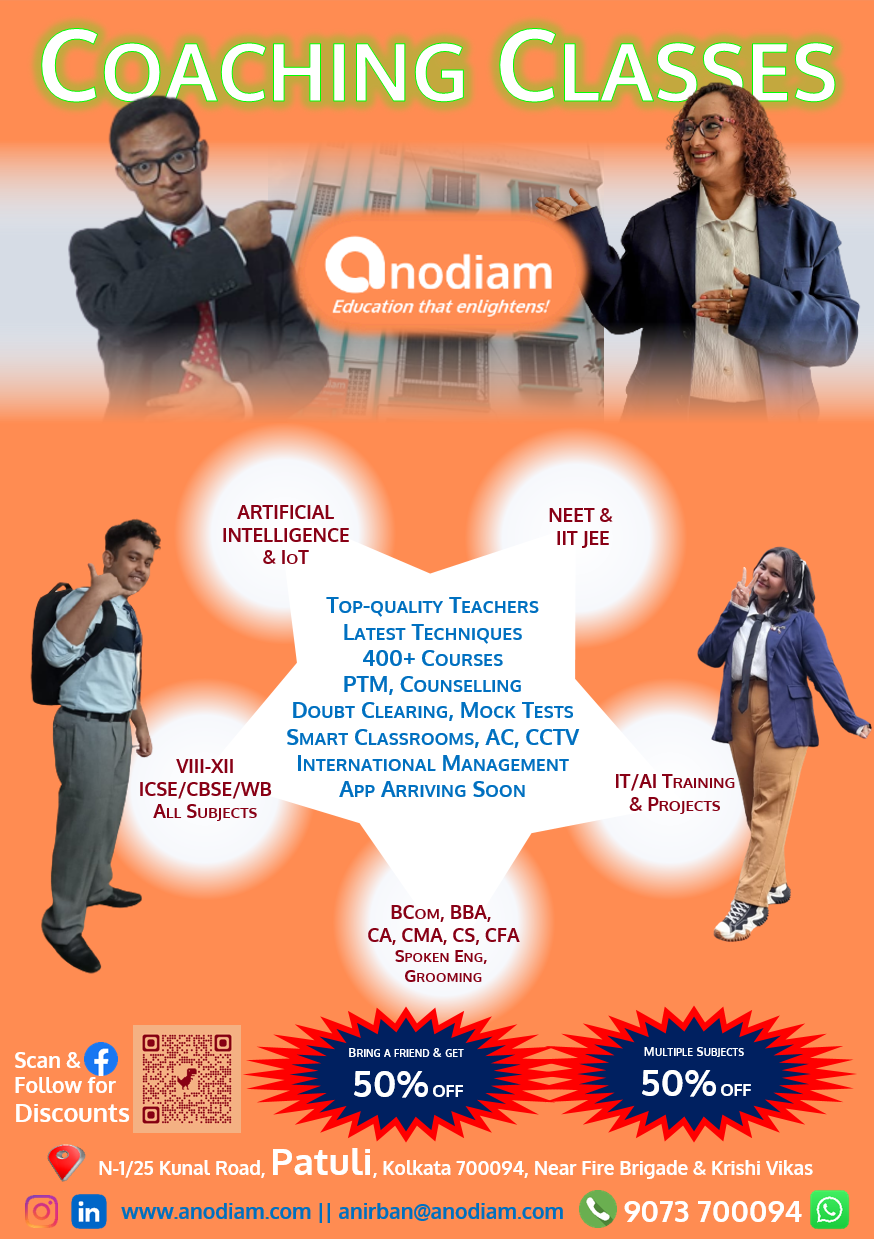 COACHING CLASSES
anodiam
Education that enlightens!
ARTIFICIAL
INTELLIGENCE
& IoT
NEET &
IIT JEE
TOP-QUALITY TEACHERS
LATEST TECHNIQUES
400+ COURSES
PTM, COUNSELLING
DOUBT CLEARING, MOCK TESTS
SMART CLASSROOMS, AC, CCTV
INTERNATIONAL MANAGEMENT
APP ARRIVING SOON
VIII-XII
ICSE/CBSE/WB
ALL SUBJECTS
IT/AI TRAINING
& PROJECTS
BCOM, BBA,
CA, CMA, CS, CFA
SPOKEN ENG,
GROOMING
Scan &
Follow for
Discounts
BRING A FRIEND & GET
50% OFF
MULTIPLE SUBJECTS
50% OFF
N-1/25 Kunal Road, Patuli, Kolkata 700094, Near Fire Brigade & Krishi Vikas
www.anodiam.com || anirban@anodiam.com 9073 700094